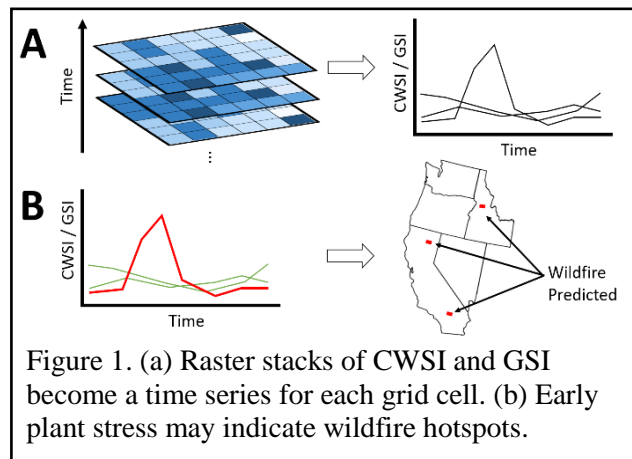 A
Time
⋮
CWSI / GSI
Time
B
CWSI / GSI
Time
Wildfire
Predicted
Figure 1. (a) Raster stacks of CWSI and GSI
become a time series for each grid cell. (b) Early
plant stress may indicate wildfire hotspots.